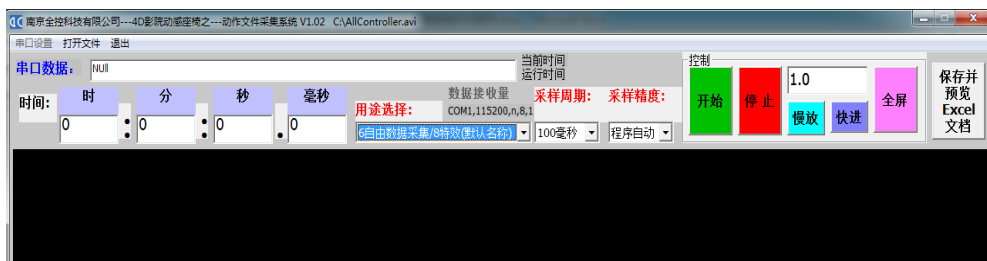 南京全控科技有限公司---4D影院动感座椅之---动作文件采集系统 V1.02 C:\AllController.avi
串口设置 打开文件 退出
串口数据： NUll
当前时间
运行时间
时间: 时 分 秒 毫秒
0 : 0 : 0 . 0
用途选择:
6自由数据采集/8特效(默认名称)
数据接收量
COM1,115200,n,8,1
采样周期:
100毫秒
采样精度:
程序自动
控制
开始
停止
1.0
慢放
快进
全屏
保存并
预览
Excel
文档